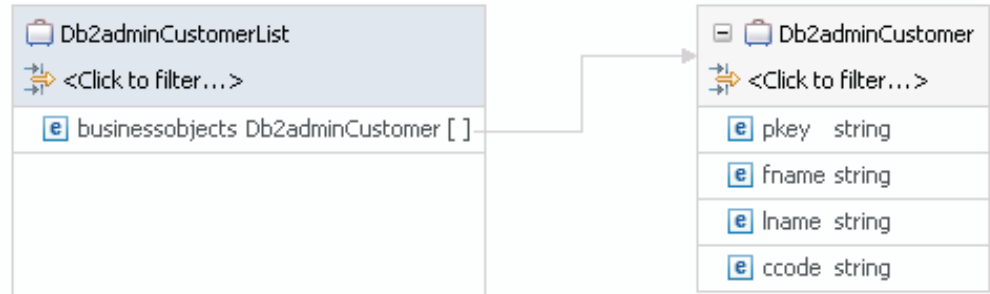 Db2adminCustomerList
<Click to filter...>
businessobjects Db2adminCustomer [ ]
Db2adminCustomer
<Click to filter...>
pkey string
fname string
lname string
ccode string